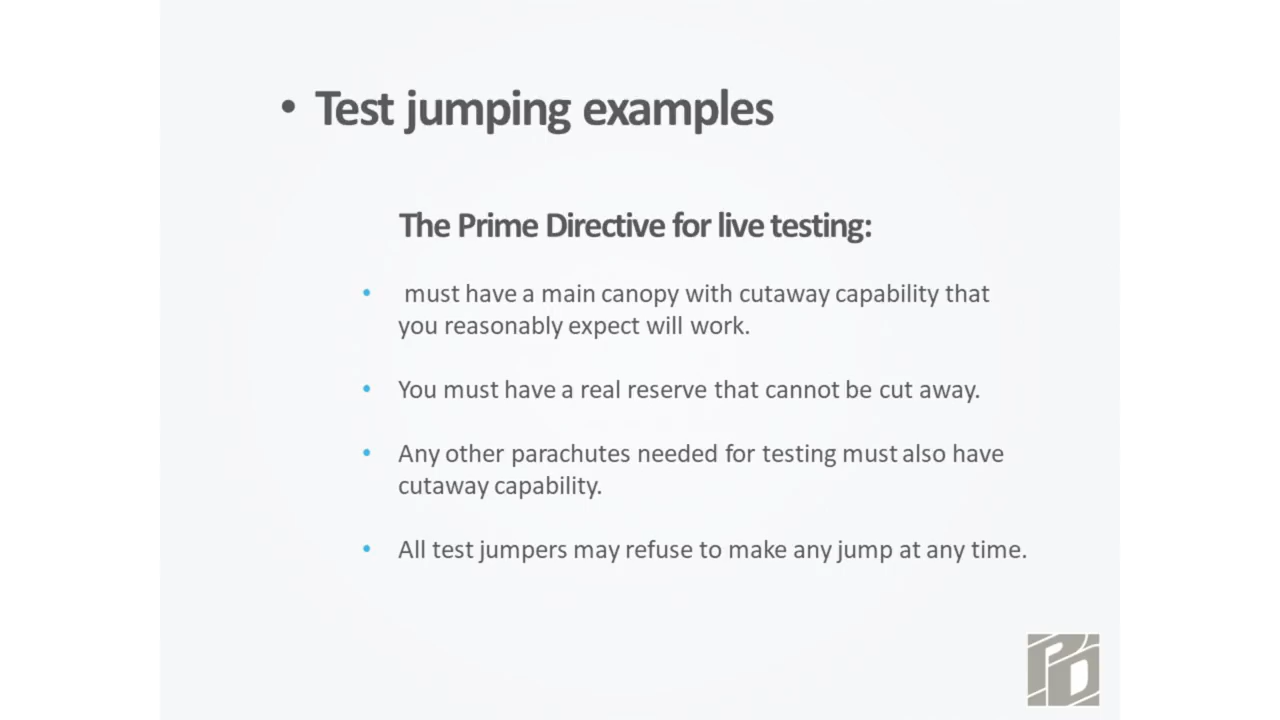 • Test jumping examples
The Prime Directive for live testing:
• must have a main canopy with cutaway capability that
you reasonably expect will work.
• You must have a real reserve that cannot be cut away.
• Any other parachutes needed for testing must also have
cutaway capability.
• All test jumpers may refuse to make any jump at any time.
PD